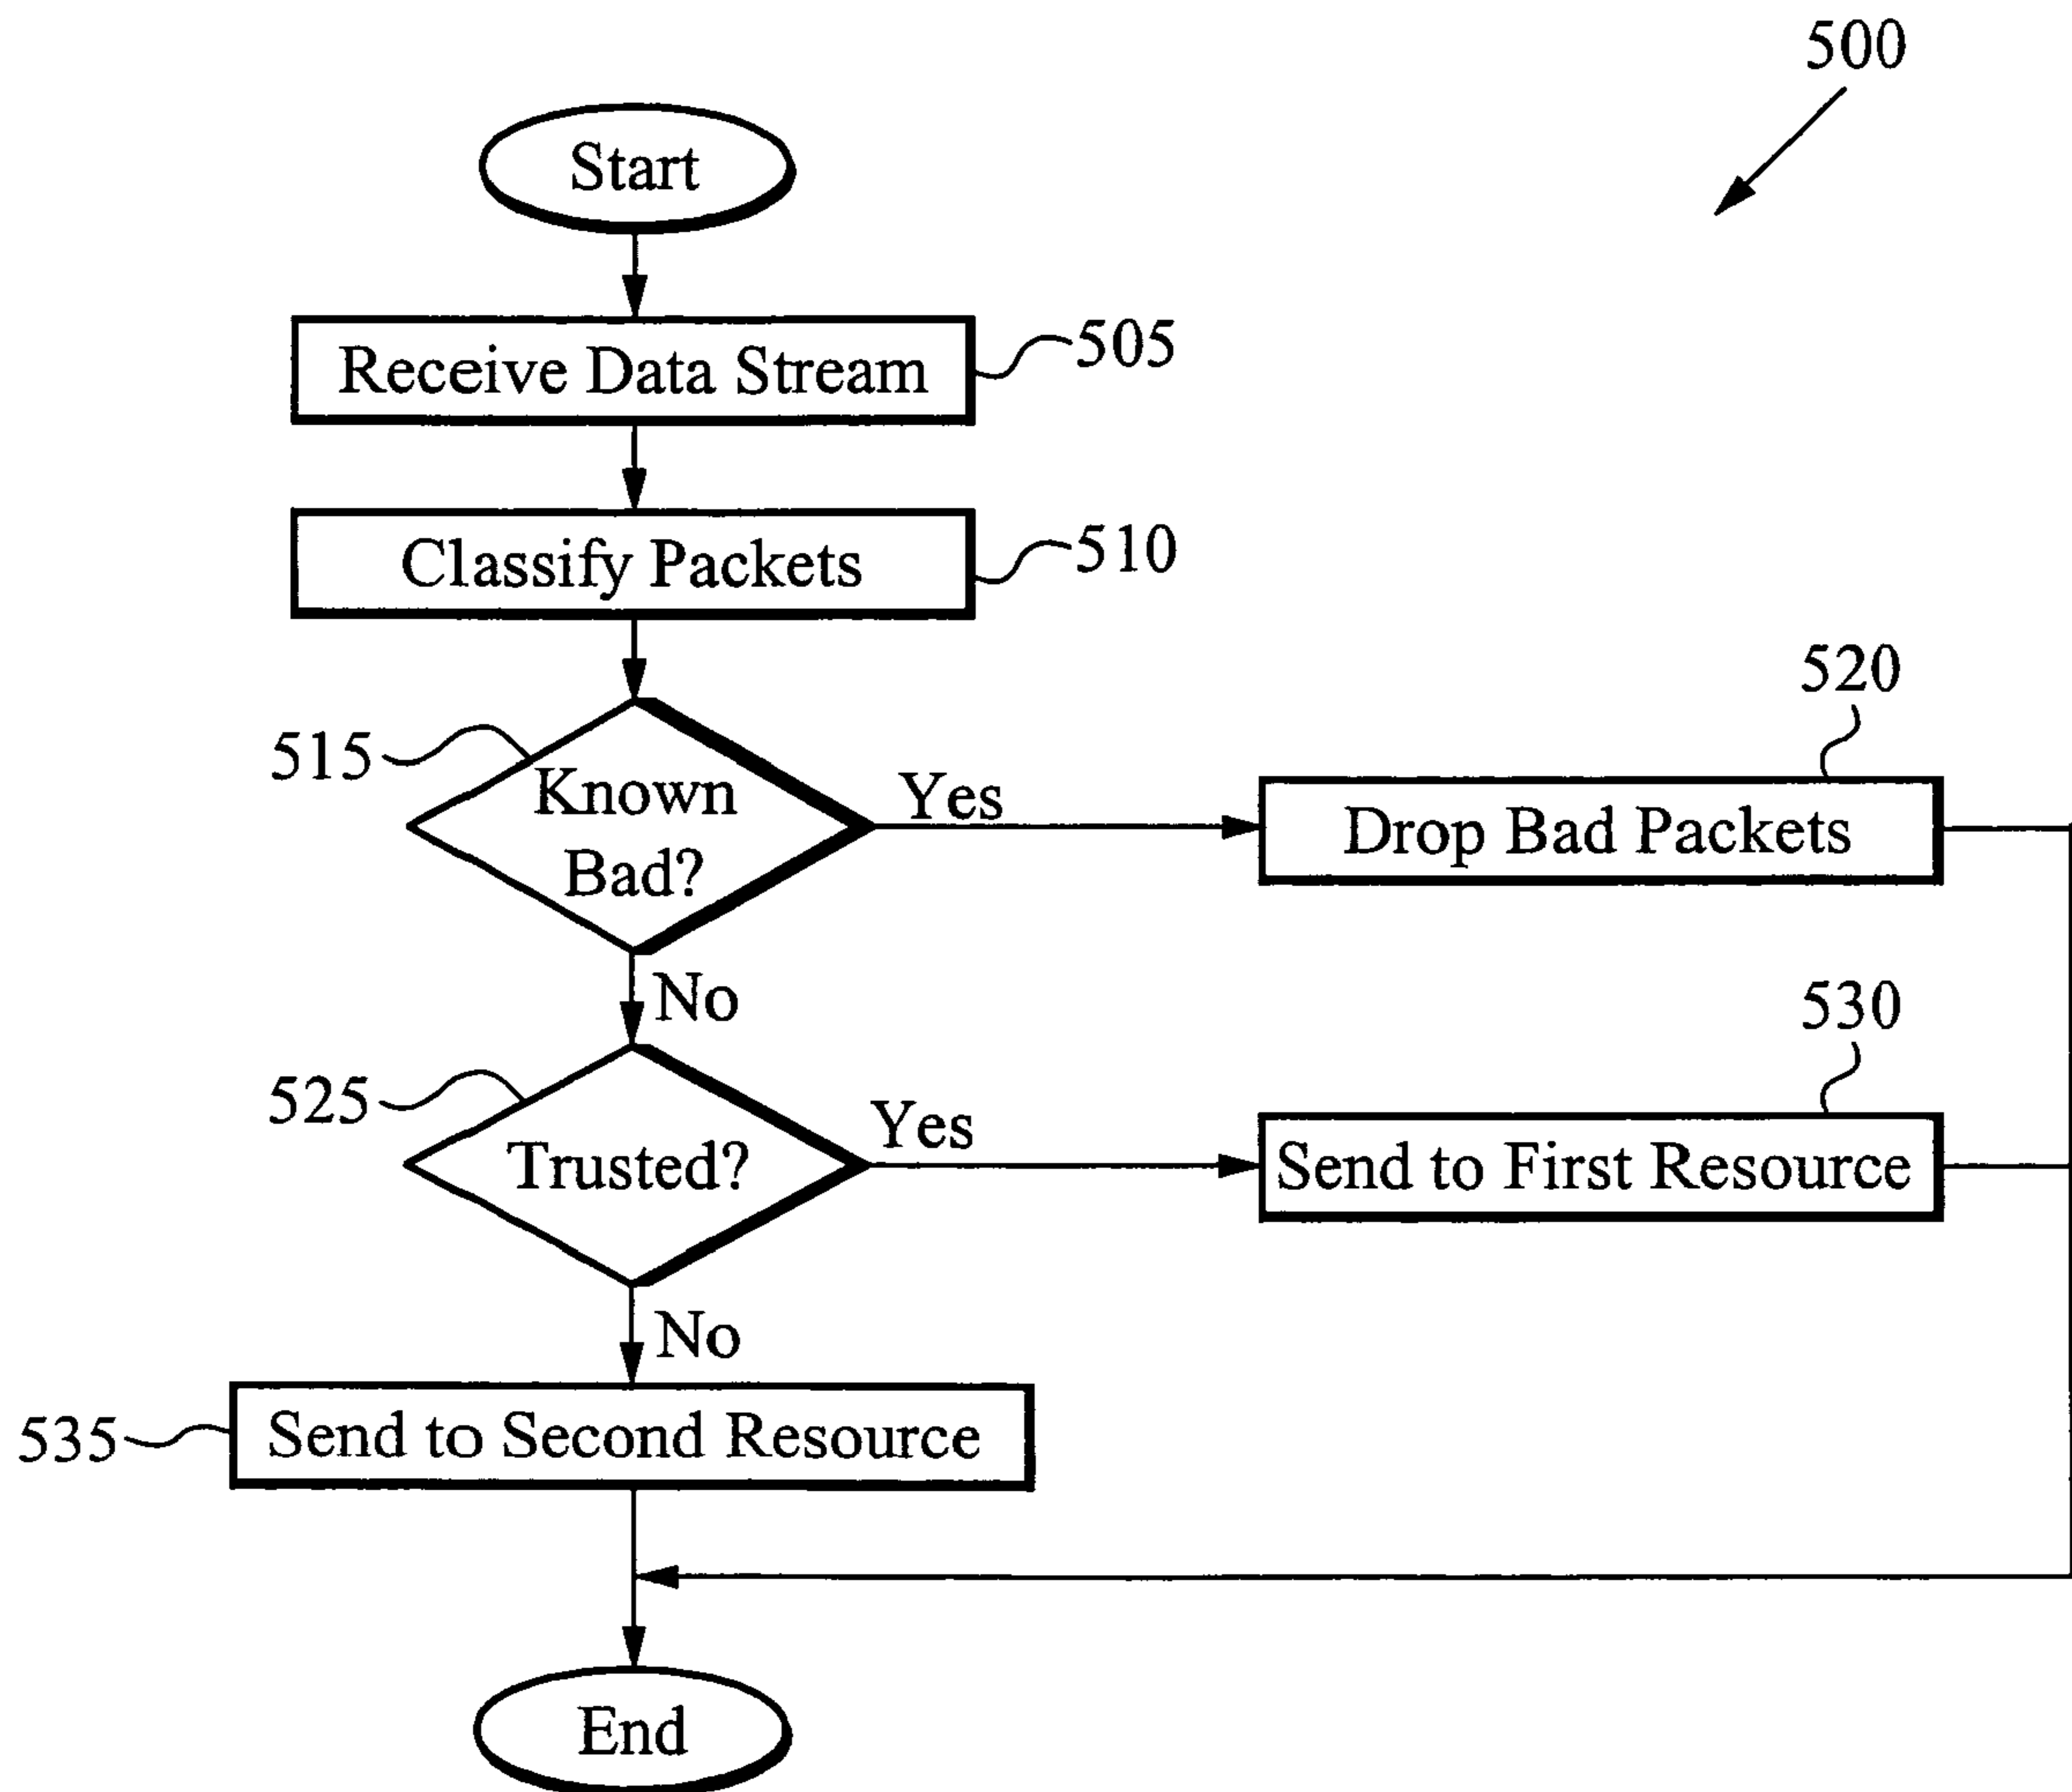 500
Start
Receive Data Stream
505
Classify Packets
510
515
Known
Bad?
Yes
520
Drop Bad Packets
No
525
Trusted?
Yes
530
Send to First Resource
No
535
Send to Second Resource
End